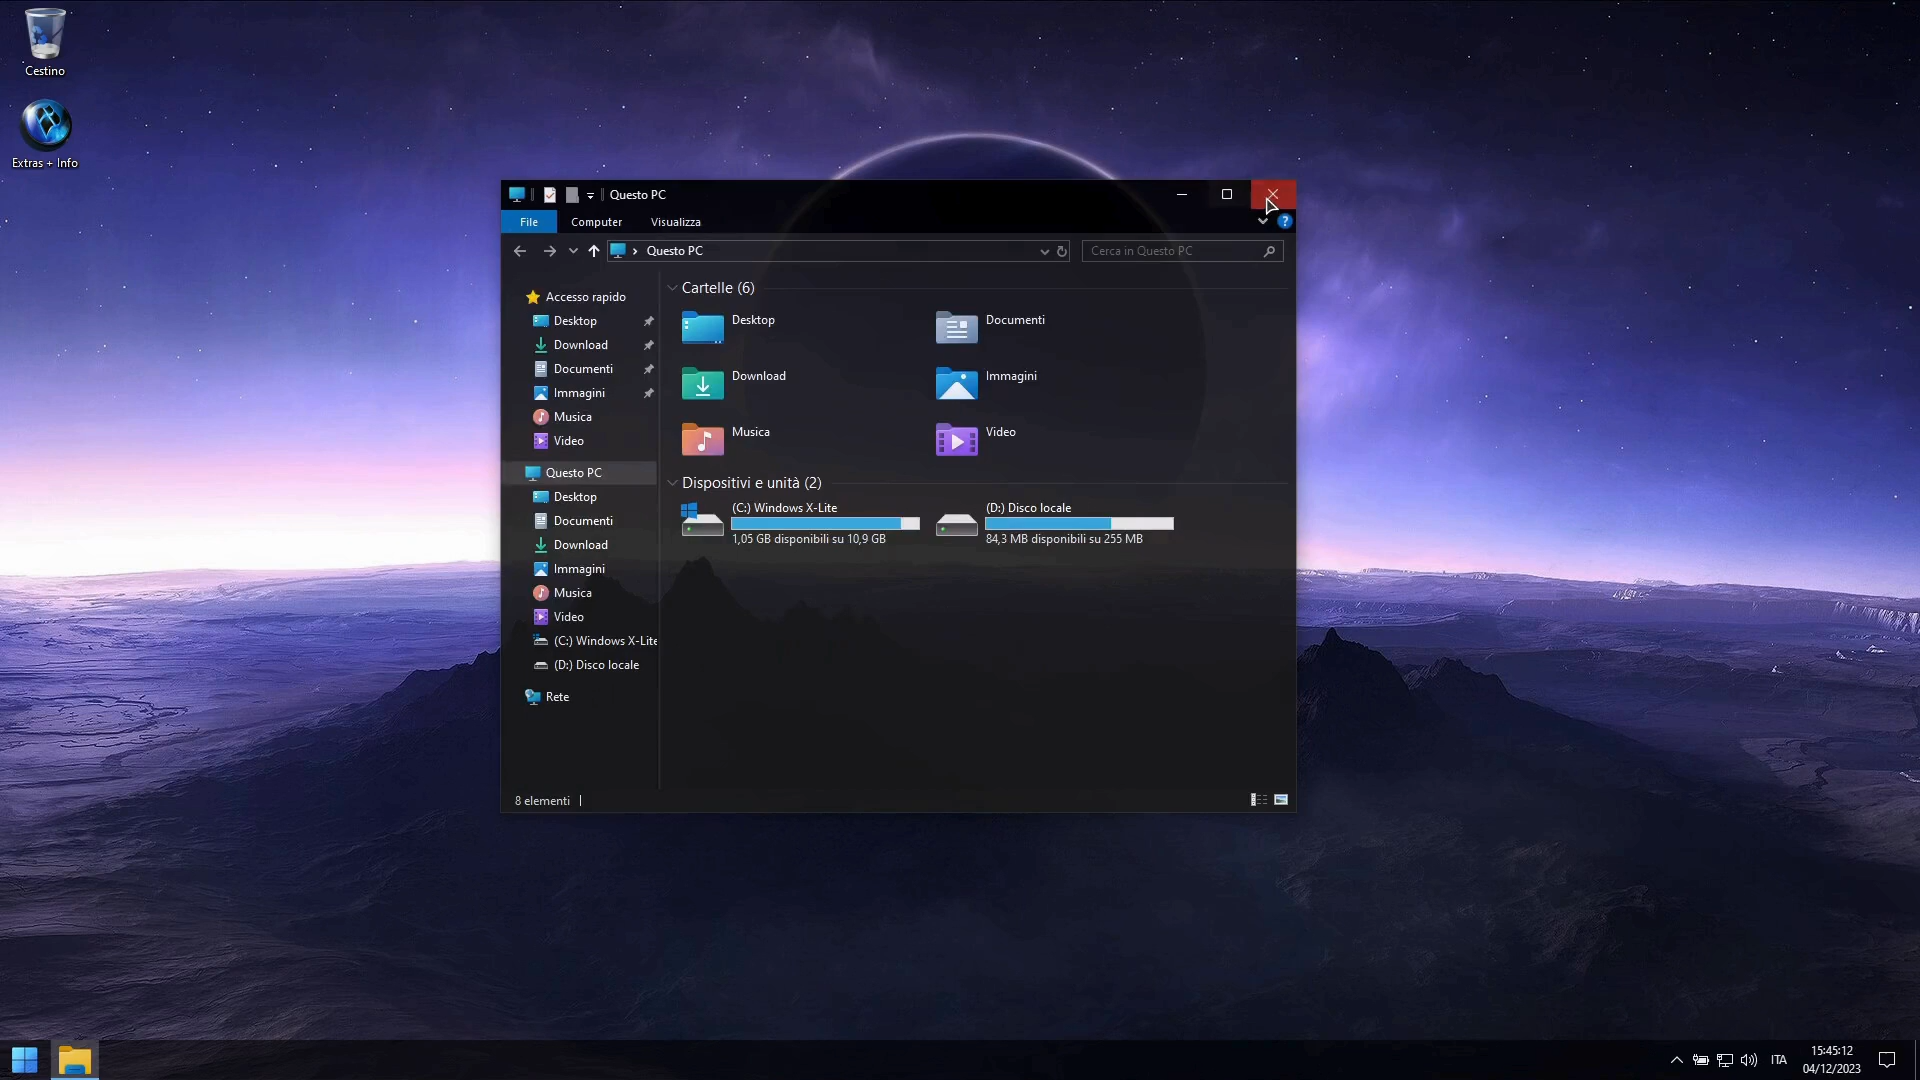 Cestino
Extras + Info
Questo PC
File
Computer
Visualizza
?
Questo PC
Cerca in Questo PC
Accesso rapido
Desktop
Download
Documenti
Immagini
Musica
Video
Questo PC
Desktop
Documenti
Download
Immagini
Musica
Video
(C:) Windows X-Lite
(D:) Disco locale
Rete
Cartelle (6)
Desktop
Documenti
Download
Immagini
Musica
Video
Dispositivi e unità (2)
(C:) Windows X-Lite
1,05 GB disponibili su 10,9 GB
(D:) Disco locale
84,3 MB disponibili su 255 MB
8 elementi
ITA
15:45:12
04/12/2023